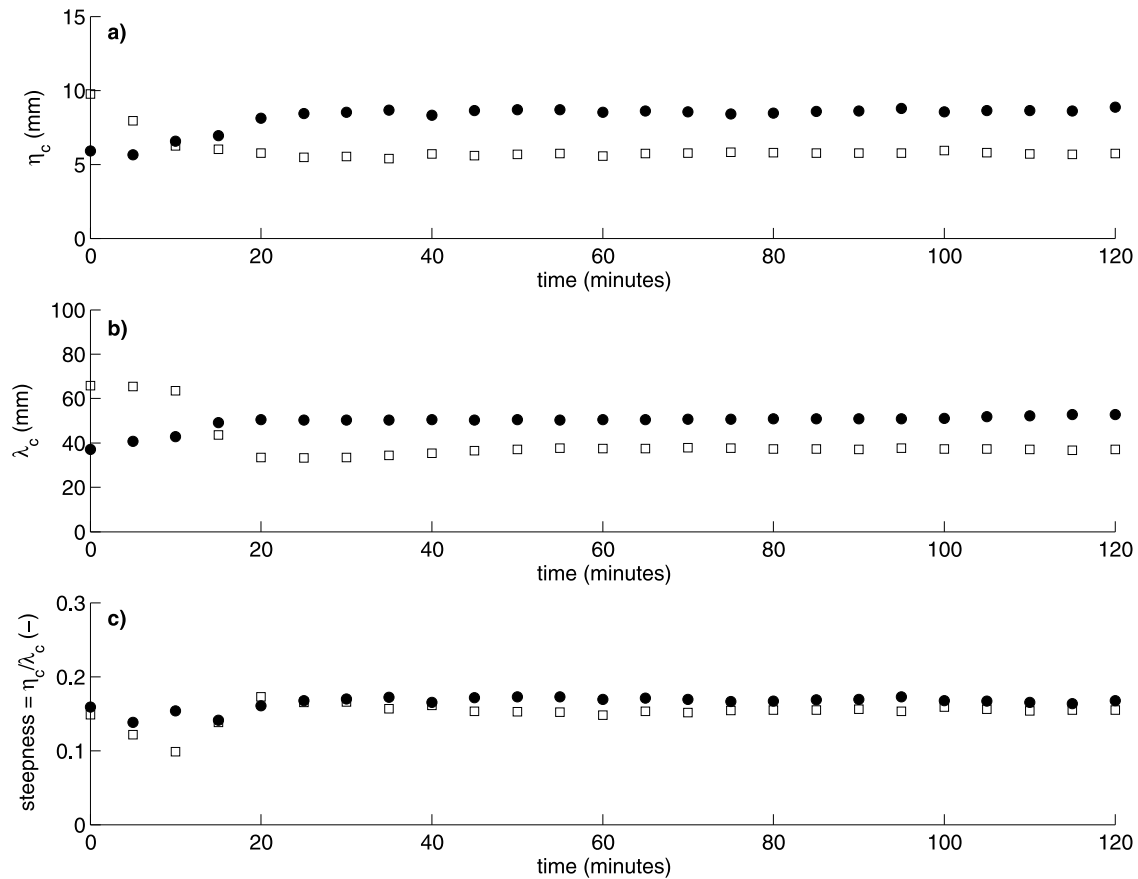 a)
15
10
5
0
η_c (mm)
0 20 40 60 80 100 120
time (minutes)
b)
100
80
60
40
20
0
λ_c (mm)
0 20 40 60 80 100 120
time (minutes)
c)
0.3
0.2
0.1
0
steepness = η_c/λ_c (−)
0 20 40 60 80 100 120
time (minutes)